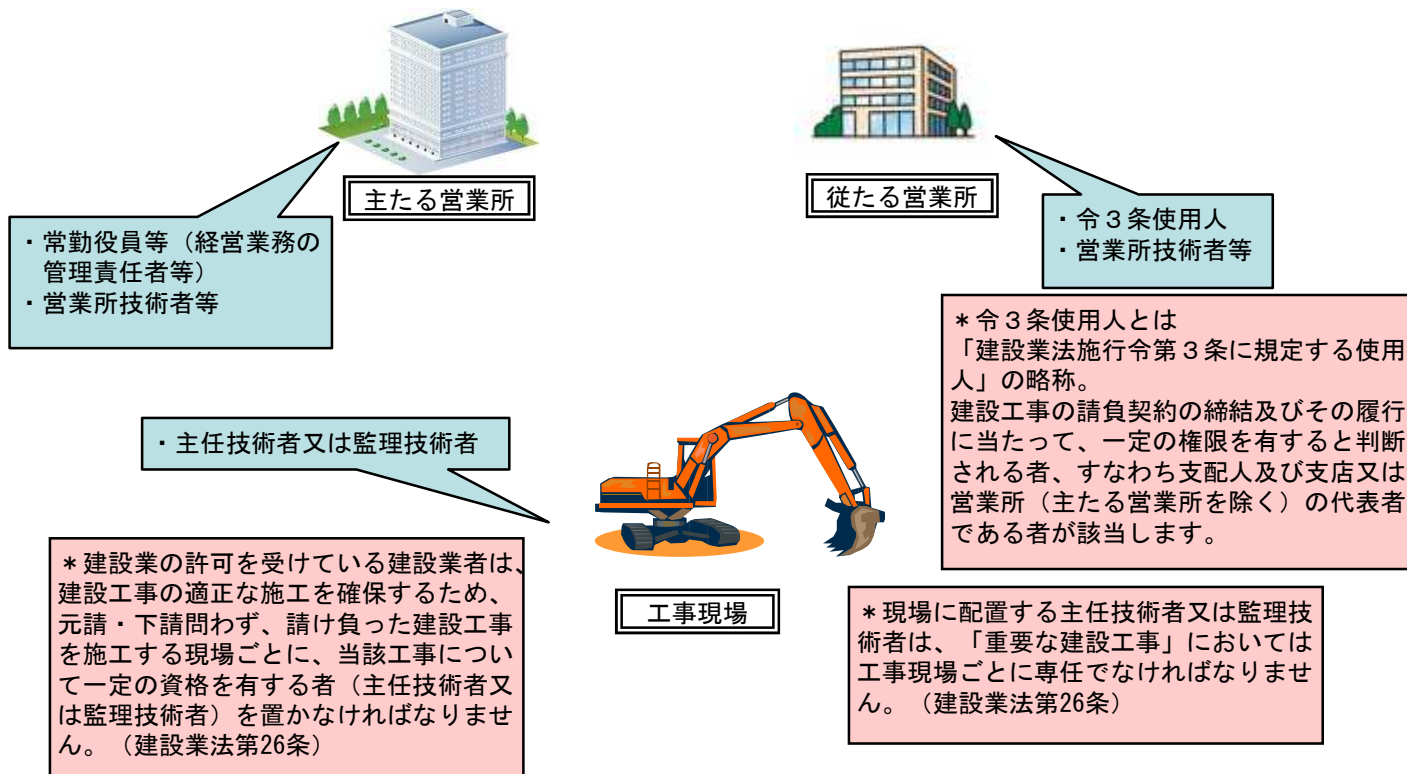 主たる営業所
従たる営業所
・常勤役員等（経営業務の
管理責任者等）
・営業所技術者等
・令３条使用人
・営業所技術者等
＊令３条使用人とは
「建設業法施行令第３条に規定する使用
人」の略称。
建設工事の請負契約の締結及びその履行
に当たって、一定の権限を有すると判断
される者、すなわち支配人及び支店又は
営業所（主たる営業所を除く）の代表者
である者が該当します。
・主任技術者又は監理技術者
＊建設業の許可を受けている建設業者は、
建設工事の適正な施工を確保するため、
元請・下請問わず、請け負った建設工事
を施工する現場ごとに、当該工事につい
て一定の資格を有する者（主任技術者又
は監理技術者）を置かなければなりませ
ん。（建設業法第26条）
工事現場
＊現場に配置する主任技術者又は監理技
術者は、「重要な建設工事」においては
工事現場ごとに専任でなければなりませ
ん。（建設業法第26条）